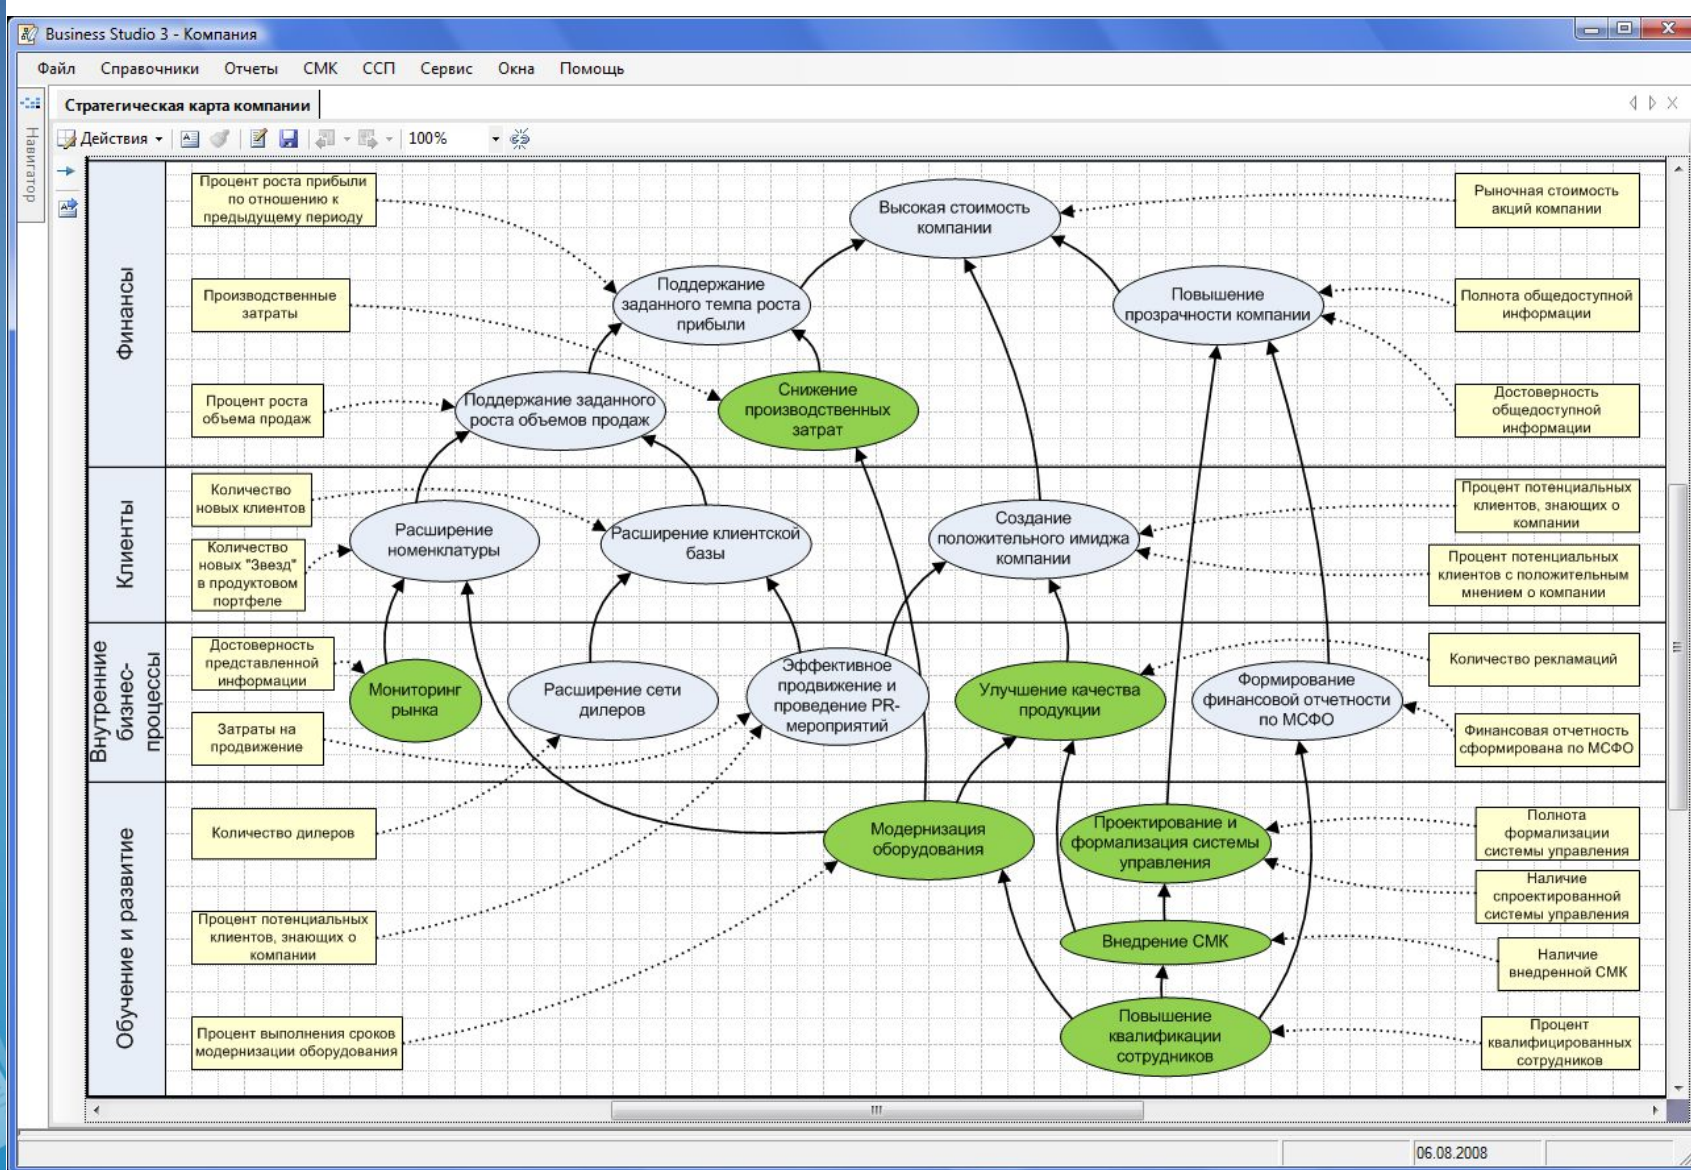 Business Studio 3 - Компания
Файл Справочники Отчеты СМК ССП Сервис Окна Помощь
Навигатор
Стратегическая карта компании
Действия
100%
Финансы
Процент роста прибыли
по отношению к
предыдущему периоду
Высокая стоимость
компании
Рыночная стоимость
акций компании
Производственные
затраты
Поддержание
заданного темпа роста
прибыли
Повышение
прозрачности компании
Полнота общедоступной
информации
Процент роста
объема продаж
Поддержание заданного
роста объемов продаж
Снижение
производственных
затрат
Достоверность
общедоступной
информации
Клиенты
Количество
новых клиентов
Количество
новых "Звезд"
в продуктовом
портфеле
Расширение
номенклатуры
Расширение клиентской
базы
Создание
положительного имиджа
компании
Процент потенциальных
клиентов, знающих о
компании
Процент потенциальных
клиентов с положительным
мнением о компании
Внутренние
бизнес-
процессы
Достоверность
представленной
информации
Затраты на
продвижение
Мониторинг
рынка
Расширение сети
дилеров
Эффективное
продвижение и
проведение PR-
мероприятий
Улучшение качества
продукции
Формирование
финансовой отчетности
по МСФО
Количество рекламаций
Финансовая отчетность
сформирована по МСФО
Обучение и развитие
Количество дилеров
Процент потенциальных
клиентов, знающих о
компании
Процент выполнения сроков
модернизации оборудования
Модернизация
оборудования
Проектирование и
формализация системы
управления
Внедрение СМК
Повышение
квалификации
сотрудников
Полнота
формализации
системы управления
Наличие
спроектированной
системы управления
Наличие
внедренной СМК
Процент
квалифицированных
сотрудников
06.08.2008